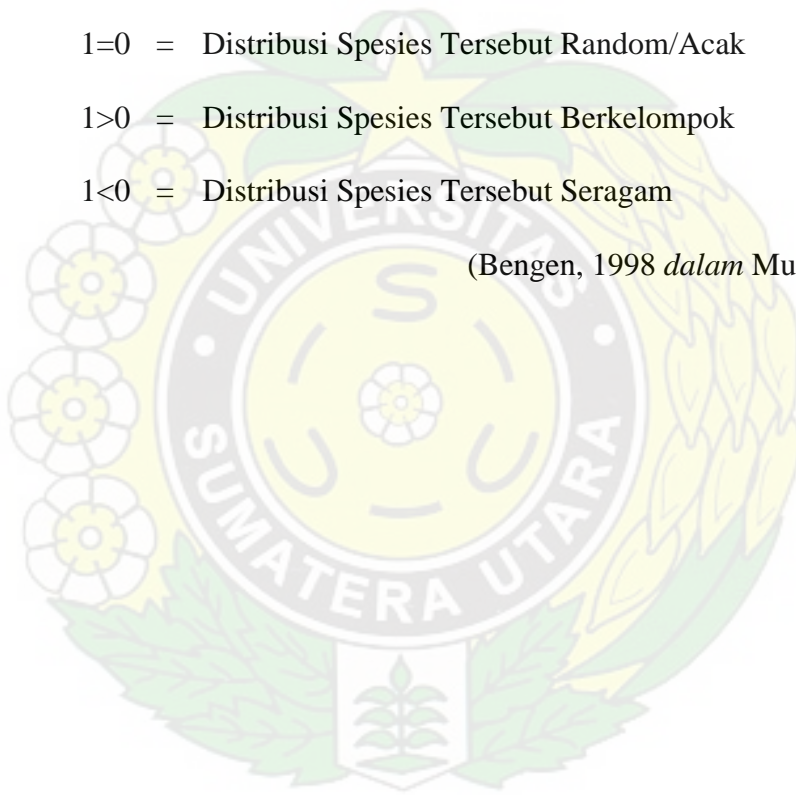 1=0 = Distribusi Spesies Tersebut Random/Acak
1>0 = Distribusi Spesies Tersebut Berkelompok
1<0 = Distribusi Spesies Tersebut Seragam
(Bengen, 1998 dalam Mu
UNIVERSITAS
S
U U
SUMATERA UTARA